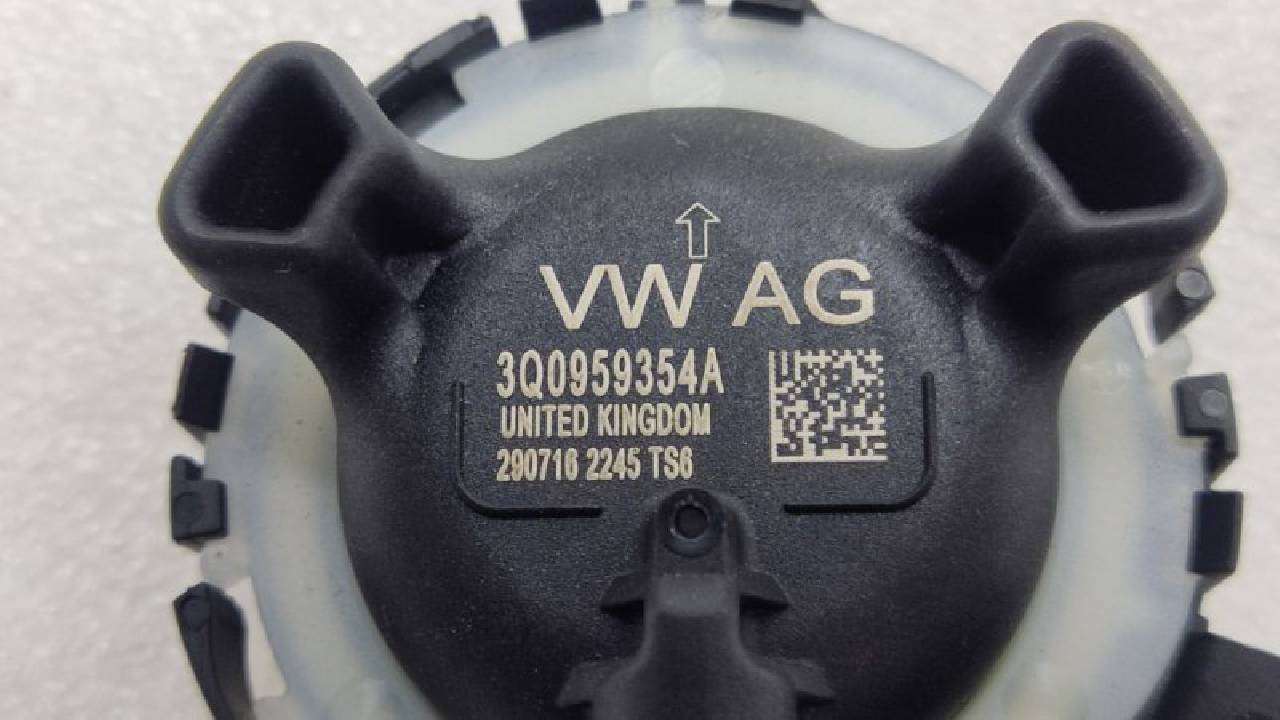 VW AG
3Q0959354A
UNITED KINGDOM
290716 2245 TS6